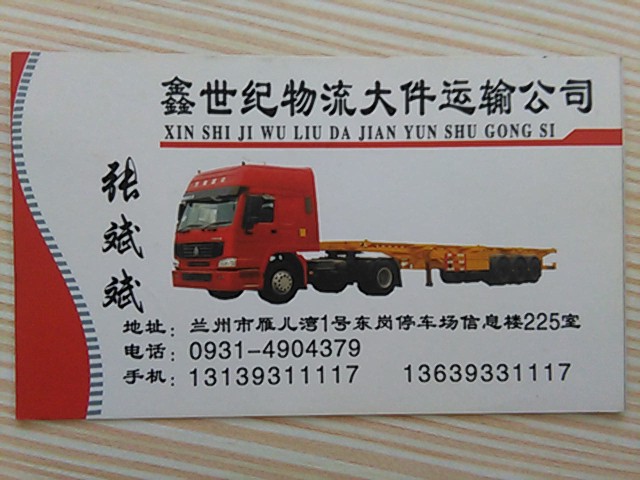 鑫世纪物流大件运输公司
XIN SHI JI WU LIU DA JIAN YUN SHU GONG SI
张斌斌
地址：兰州市雁儿湾1号东岗停车场信息楼225室
电话：0931-4904379
手机：13139311117 13639331117